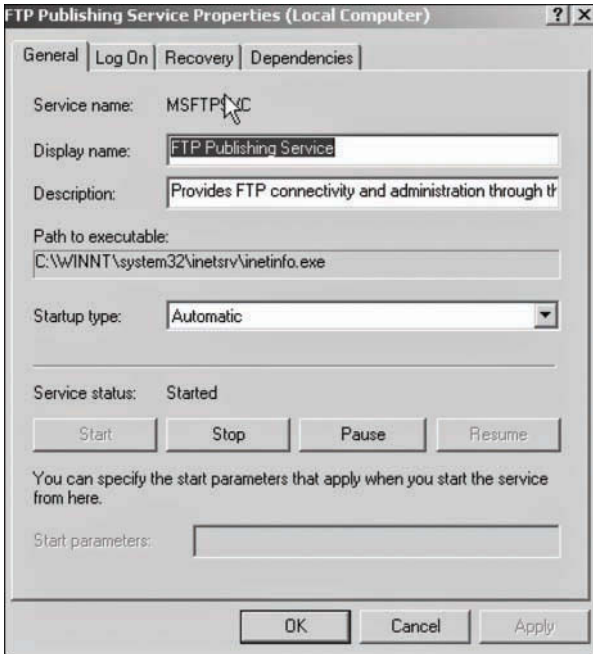 FTP Publishing Service Properties (Local Computer)
General Log On Recovery Dependencies
Service name:
Display name: FTP Publishing Service
Description: Provides FTP connectivity and administration through th
Path to executable:
C:\WINNT\system32\inetsrv\inetinfo.exe
Startup type: Automatic
Service status: Started
Start Stop Pause Resume
You can specify the start parameters that apply when you start the service
from here.
Start parameters:
OK Cancel Apply